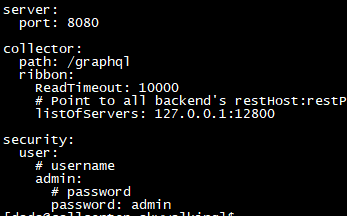 server:
  port: 8080

collector:
  path: /graphql
  ribbon:
    ReadTimeout: 10000
    # Point to all backend's restHost:restP
    listOfServers: 127.0.0.1:12800

security:
  user:
    # username
    admin:
      # password
      password: admin